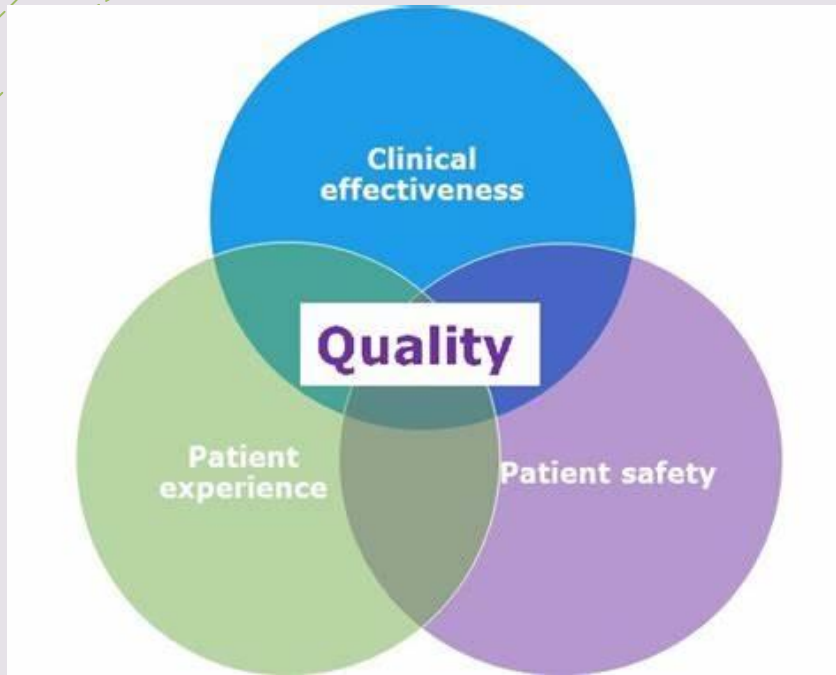 Clinical
effectiveness
Quality
Patient
experience
Patient safety